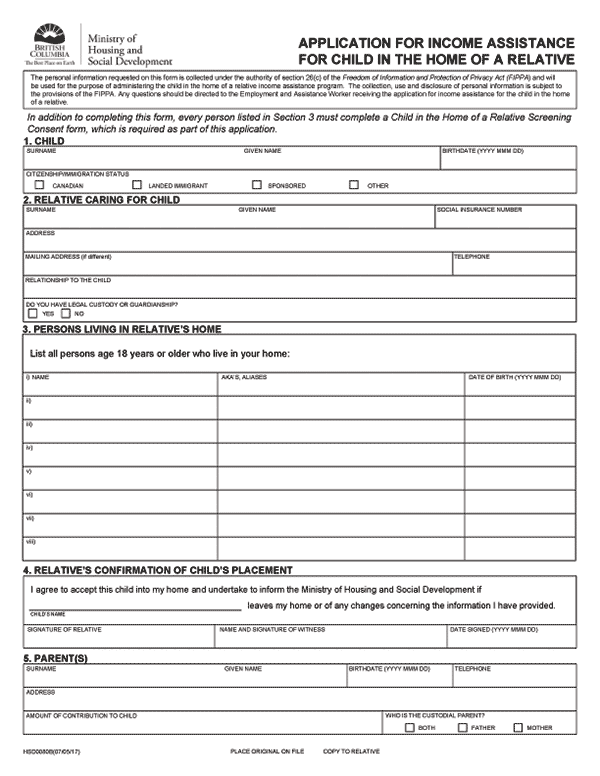 BRITISH
COLUMBIA
The Best Place on Earth
Ministry of
Housing and
Social Development
APPLICATION FOR INCOME ASSISTANCE
FOR CHILD IN THE HOME OF A RELATIVE
The personal information requested on this form is collected under the authority of section 26(c) of the Freedom of Information and Protection of Privacy Act (FIPPA) and will
be used for the purpose of administering the child in the home of a relative income assistance program. The collection, use and disclosure of personal information is subject to
the provisions of the FIPPA. Any questions should be directed to the Employment and Assistance Worker receiving the application for income assistance for the child in the home
of a relative.
In addition to completing this form, every person listed in Section 3 must complete a Child in the Home of a Relative Screening
Consent form, which is required as part of this application.
1. CHILD
SURNAME GIVEN NAME BIRTHDATE (YYYY MMM DD)
CITIZENSHIP/IMMIGRATION STATUS
CANADIAN LANDED IMMIGRANT SPONSORED OTHER
2. RELATIVE CARING FOR CHILD
SURNAME GIVEN NAME SOCIAL INSURANCE NUMBER
ADDRESS
MAILING ADDRESS (if different) TELEPHONE
RELATIONSHIP TO THE CHILD
DO YOU HAVE LEGAL CUSTODY OR GUARDIANSHIP?
YES NO
3. PERSONS LIVING IN RELATIVE'S HOME
List all persons age 18 years or older who live in your home:
i) NAME AKA'S, ALIASES DATE OF BIRTH (YYYY MMM DD)
ii)
iii)
iv)
v)
vi)
vii)
viii)
4. RELATIVE'S CONFIRMATION OF CHILD'S PLACEMENT
I agree to accept this child into my home and undertake to inform the Ministry of Housing and Social Development if
leaves my home or of any changes concerning the information I have provided.
CHILD'S NAME
SIGNATURE OF RELATIVE NAME AND SIGNATURE OF WITNESS DATE SIGNED (YYYY MMM DD)
5. PARENT(S)
SURNAME GIVEN NAME BIRTHDATE (YYYY MMM DD) TELEPHONE
ADDRESS
AMOUNT OF CONTRIBUTION TO CHILD WHO IS THE CUSTODIAL PARENT?
BOTH FATHER MOTHER
HSD0080B(07/05/17) PLACE ORIGINAL ON FILE COPY TO RELATIVE